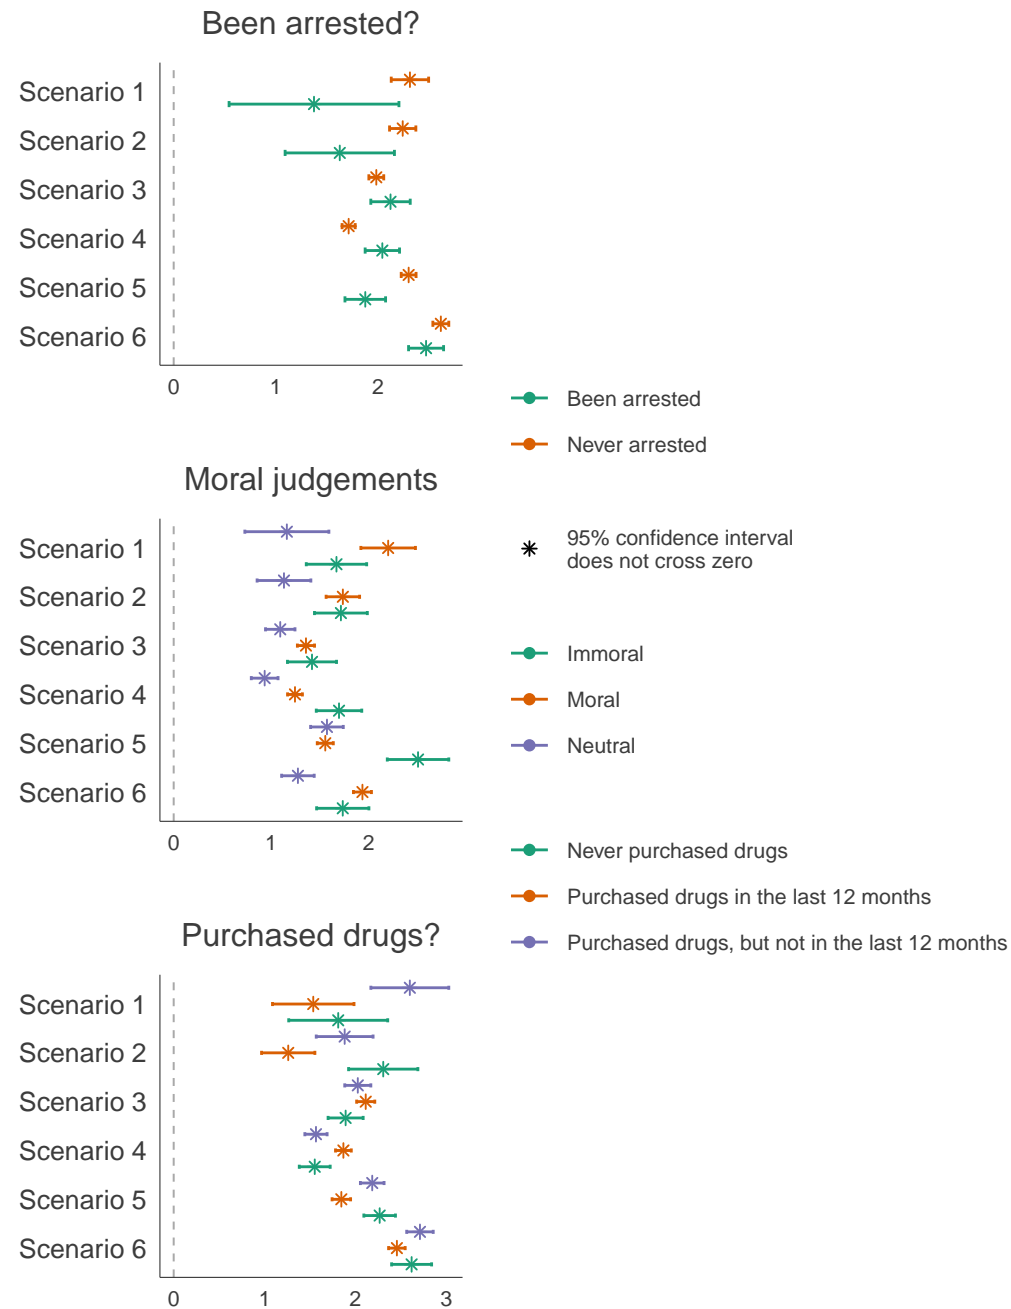 Been arrested?
Scenario 1
Scenario 2
Scenario 3
Scenario 4
Scenario 5
Scenario 6
0 1 2
Been arrested
Never arrested
Moral judgements
Scenario 1
Scenario 2
Scenario 3
Scenario 4
Scenario 5
Scenario 6
0 1 2
95% confidence interval
does not cross zero
Immoral
Moral
Neutral
Never purchased drugs
Purchased drugs in the last 12 months
Purchased drugs, but not in the last 12 months
Purchased drugs?
Scenario 1
Scenario 2
Scenario 3
Scenario 4
Scenario 5
Scenario 6
0 1 2 3